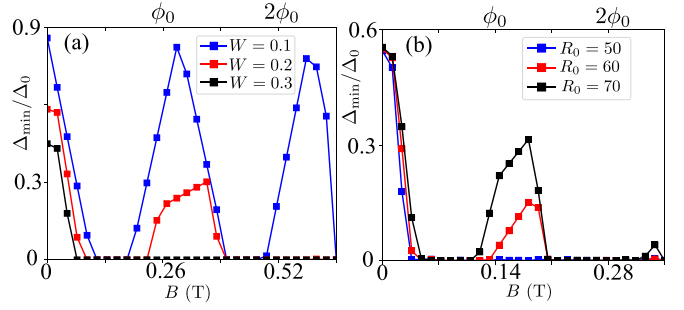 ϕ₀ 2ϕ₀
0.9
(a)
W = 0.1
W = 0.2
W = 0.3
Δmin/Δ0
0.3
0
0 0.26 0.52
B (T)
ϕ₀ 2ϕ₀
0.6
(b)
R₀ = 50
R₀ = 60
R₀ = 70
Δmin/Δ0
0.3
0
0 0.14 0.28
B (T)